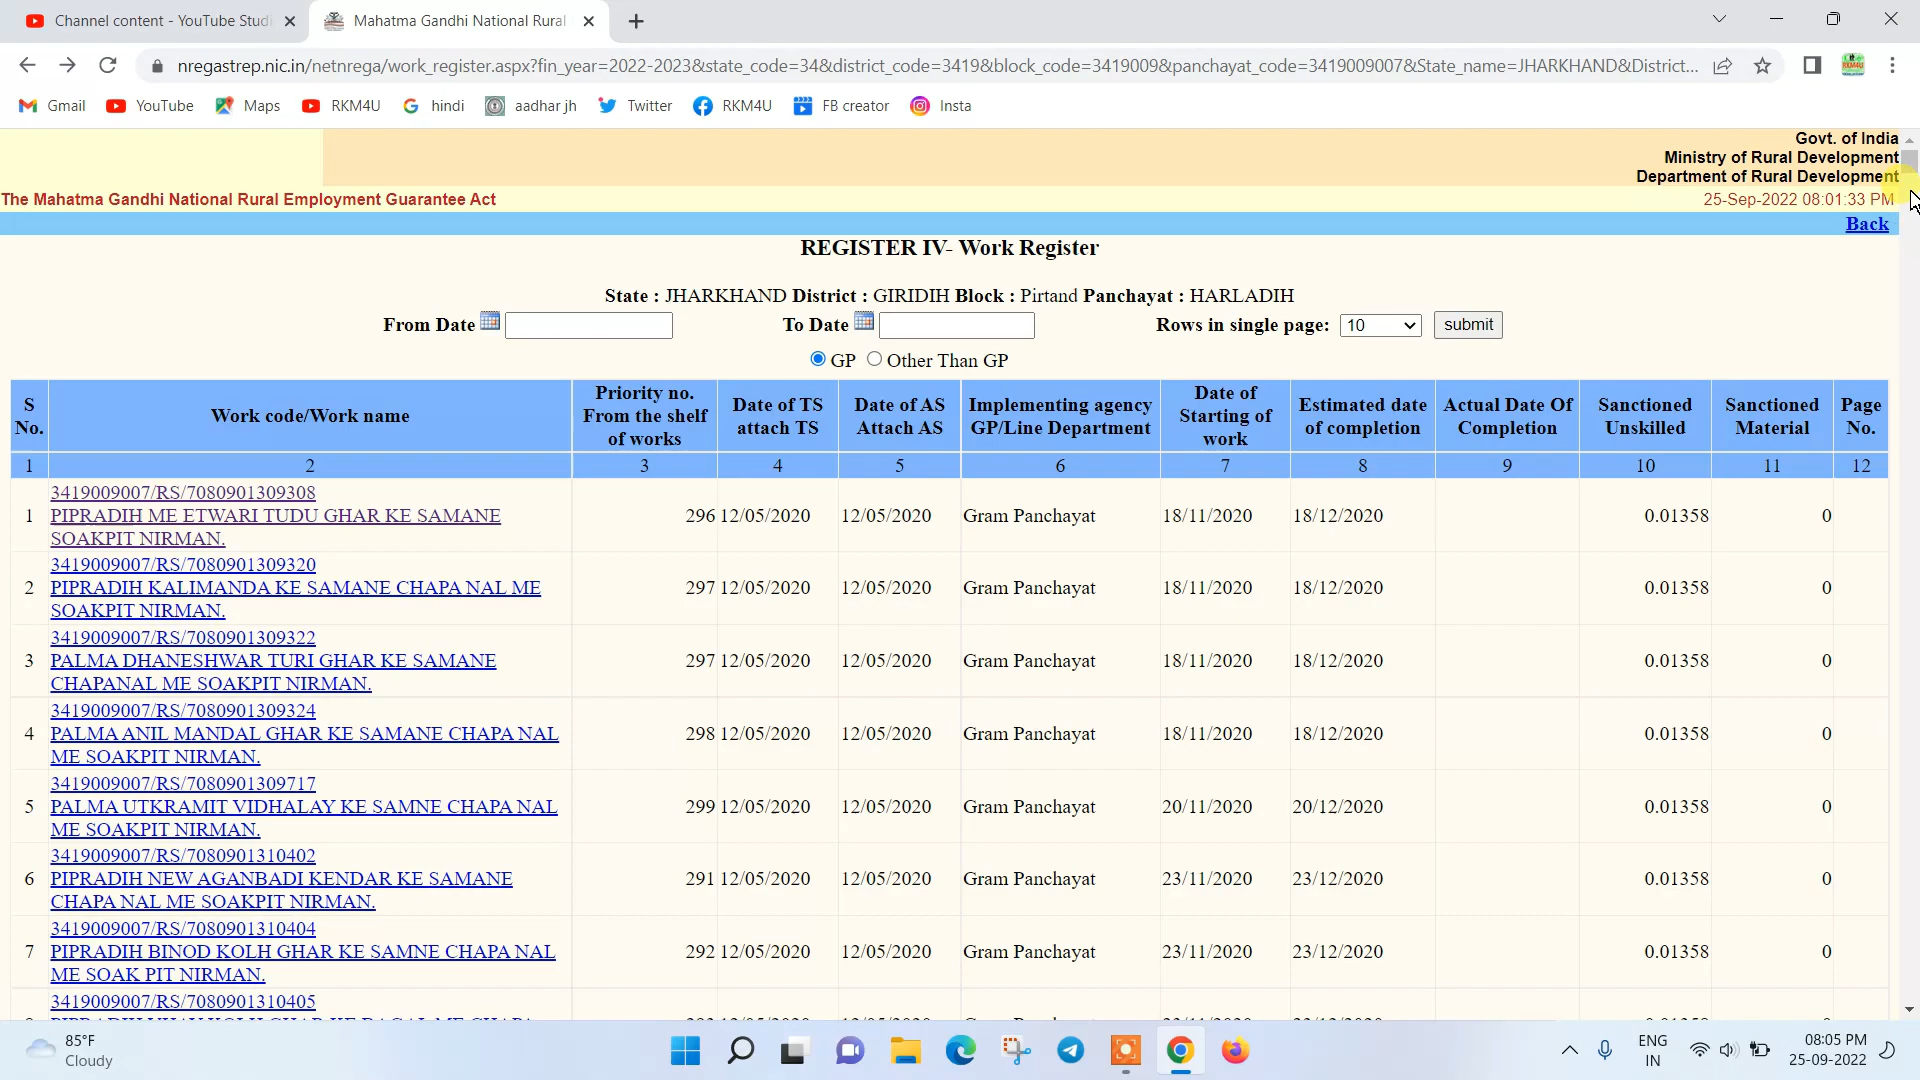 Channel content - YouTube Studi
Mahatma Gandhi National Rural
nregastrep.nic.in/netnrega/work_register.aspx?fin_year=2022-2023&state_code=34&district_code=3419&block_code=3419009&panchayat_code=3419009007&State_name=JHARKHAND&District...
Gmail YouTube Maps RKM4U hindi aadhar jh Twitter RKM4U FB creator Insta
Govt. of India
Ministry of Rural Development
Department of Rural Development
The Mahatma Gandhi National Rural Employment Guarantee Act 25-Sep-2022 08:01:33 PM
Back
REGISTER IV- Work Register
State : JHARKHAND District : GIRIDIH Block : Pirtand Panchayat : HARLADIH
From Date To Date Rows in single page: 10 submit
GP Other Than GP
S No. Work code/Work name Priority no. From the shelf of works Date of TS attach TS Date of AS Attach AS Implementing agency GP/Line Department Date of Starting of work Estimated date of completion Actual Date Of Completion Sanctioned Unskilled Sanctioned Material Page No.
1 2 3 4 5 6 7 8 9 10 11 12
3419009007/RS/7080901309308
1 PIPRADIH ME ETWARI TUDU GHAR KE SAMANE 296 12/05/2020 12/05/2020 Gram Panchayat 18/11/2020 18/12/2020 0.01358 0
SOAKPIT NIRMAN.
3419009007/RS/7080901309320
2 PIPRADIH KALIMANDA KE SAMANE CHAPA NAL ME 297 12/05/2020 12/05/2020 Gram Panchayat 18/11/2020 18/12/2020 0.01358 0
SOAKPIT NIRMAN.
3419009007/RS/7080901309322
3 PALMA DHANESHWAR TURI GHAR KE SAMANE 297 12/05/2020 12/05/2020 Gram Panchayat 18/11/2020 18/12/2020 0.01358 0
CHAPANAL ME SOAKPIT NIRMAN.
3419009007/RS/7080901309324
4 PALMA ANIL MANDAL GHAR KE SAMANE CHAPA NAL 298 12/05/2020 12/05/2020 Gram Panchayat 18/11/2020 18/12/2020 0.01358 0
ME SOAKPIT NIRMAN.
3419009007/RS/7080901309717
5 PALMA UTKRAMIT VIDHALAY KE SAMNE CHAPA NAL 299 12/05/2020 12/05/2020 Gram Panchayat 20/11/2020 20/12/2020 0.01358 0
ME SOAKPIT NIRMAN.
3419009007/RS/7080901310402
6 PIPRADIH NEW AGANBADI KENDAR KE SAMANE 291 12/05/2020 12/05/2020 Gram Panchayat 23/11/2020 23/12/2020 0.01358 0
CHAPA NAL ME SOAKPIT NIRMAN.
3419009007/RS/7080901310404
7 PIPRADIH BINOD KOLH GHAR KE SAMNE CHAPA NAL 292 12/05/2020 12/05/2020 Gram Panchayat 23/11/2020 23/12/2020 0.01358 0
ME SOAK PIT NIRMAN.
3419009007/RS/7080901310405
85°F
Cloudy
ENG
IN
08:05 PM
25-09-2022